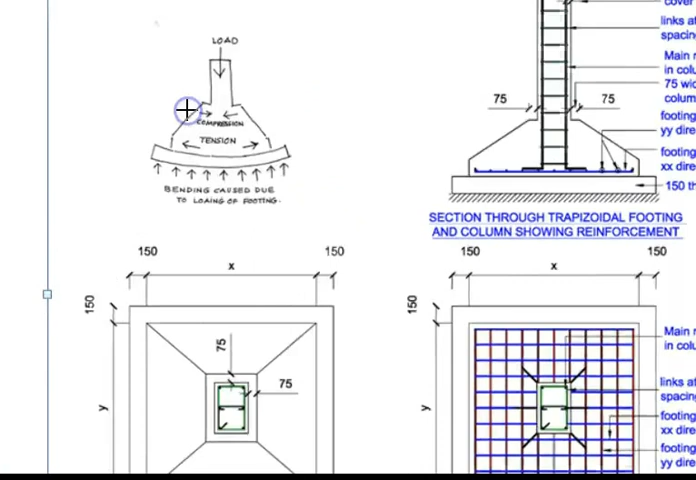 LOAD
COMPRESSION
TENSION
BENDING CAUSED DUE
TO LOAING OF FOOTING.
cover
links at
spacing
Main r
in colu
75 wid
column
75
75
footing
yy dire
footing
xx dire
150 th
SECTION THROUGH TRAPIZOIDAL FOOTING
AND COLUMN SHOWING REINFORCEMENT
150
150
x
150
y
75
75
150
150
x
150
y
Main r
in colu
links at
spacing
footing
xx dire
footing
yy dire